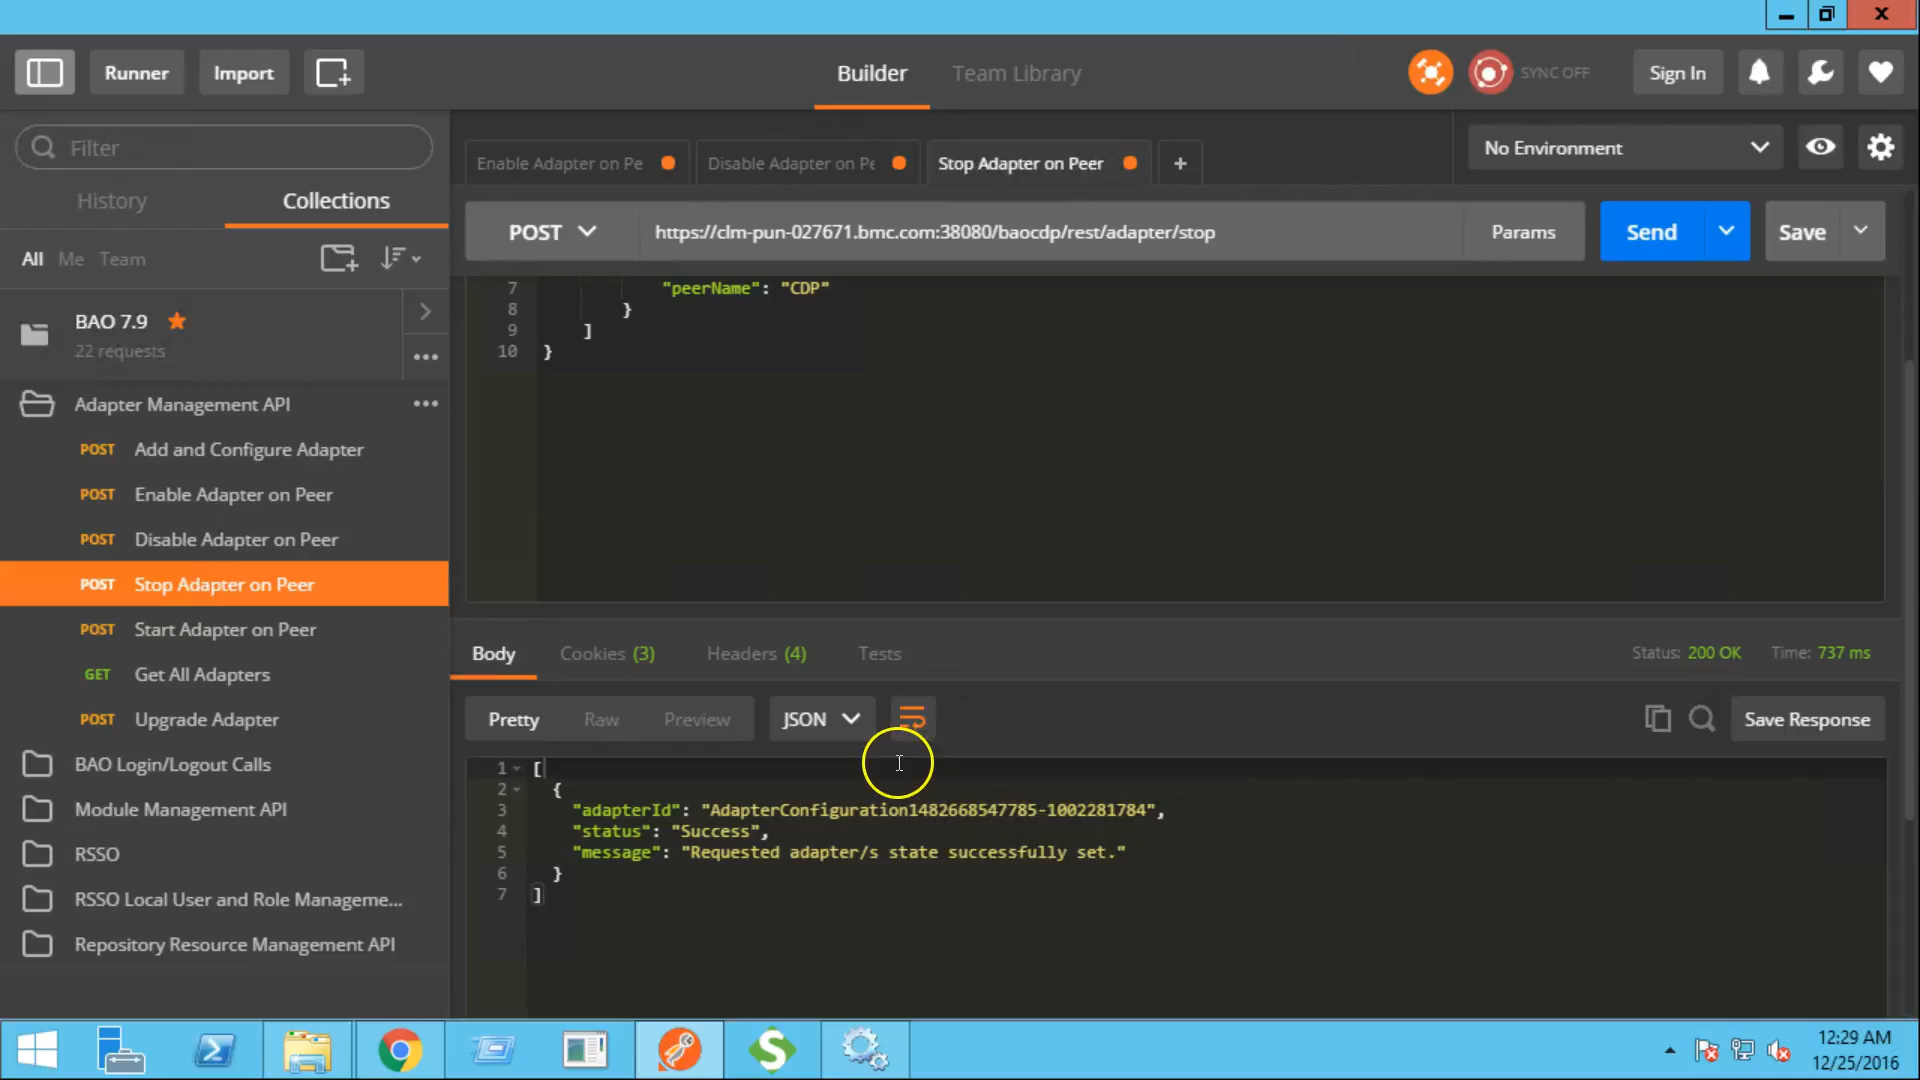 Runner
Import
Builder
Team Library
SYNC OFF
Sign In
Filter
History
Collections
All
Me
Team
BAO 7.9
22 requests
Adapter Management API
POST Add and Configure Adapter
POST Enable Adapter on Peer
POST Disable Adapter on Peer
POST Stop Adapter on Peer
POST Start Adapter on Peer
GET Get All Adapters
POST Upgrade Adapter
BAO Login/Logout Calls
Module Management API
RSSO
RSSO Local User and Role Manageme...
Repository Resource Management API
Enable Adapter on Pe
Disable Adapter on Pe
Stop Adapter on Peer
+
No Environment
POST
https://clm-pun-027671.bmc.com:38080/baocdp/rest/adapter/stop
Params
Send
Save
7 "peerName": "CDP"
8 }
9 ]
10 }
Body
Cookies (3)
Headers (4)
Tests
Status: 200 OK
Time: 737 ms
Pretty
Raw
Preview
JSON
Save Response
1 [
2 {
3 "adapterId": "AdapterConfiguration1482668547785-1002281784",
4 "status": "Success",
5 "message": "Requested adapter/s state successfully set."
6 }
7 ]
12:29 AM
12/25/2016